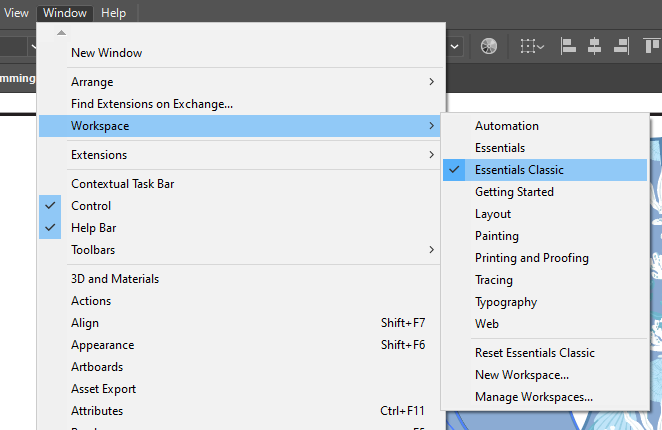 View Window Help
mming
New Window
Arrange
Find Extensions on Exchange...
Workspace
Extensions
Contextual Task Bar
Control
Help Bar
Toolbars
3D and Materials
Actions
Align Shift+F7
Appearance Shift+F6
Artboards
Asset Export
Attributes Ctrl+F11
Automation
Essentials
Essentials Classic
Getting Started
Layout
Painting
Printing and Proofing
Tracing
Typography
Web
Reset Essentials Classic
New Workspace...
Manage Workspaces...